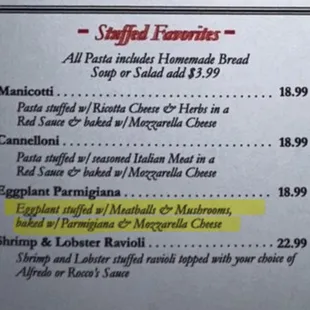 - Stuffed Favorites -
All Pasta includes Homemade Bread
Soup or Salad add $3.99
Manicotti . . . . . . . . . . . . . . . . . . . . . . . . . . . . 18.99
Pasta stuffed w/Ricotta Cheese & Herbs in a
Red Sauce & baked w/Mozzarella Cheese
Cannelloni . . . . . . . . . . . . . . . . . . . . . . . . . . . . 18.99
Pasta stuffed w/seasoned Italian Meat in a
Red Sauce & baked w/Mozzarella Cheese
Eggplant Parmigiana . . . . . . . . . . . . . . . . . . . . 18.99
Eggplant stuffed w/Meatballs & Mushrooms,
baked w/Parmigiana & Mozzarella Cheese
Shrimp & Lobster Ravioli . . . . . . . . . . . . . . . . 22.99
Shrimp and Lobster stuffed ravioli topped with your choice of
Alfredo or Rocco's Sauce